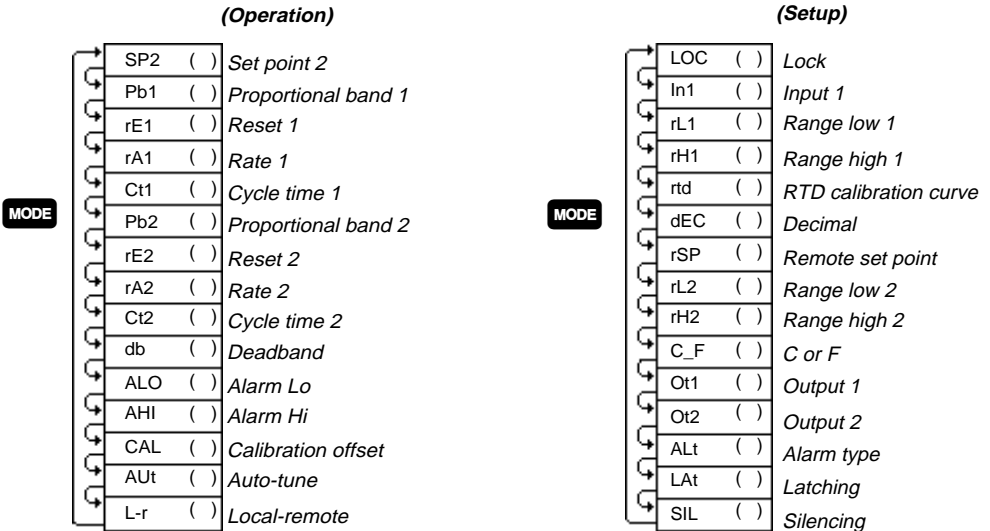 (Operation)
MODE
SP2 ( ) Set point 2
Pb1 ( ) Proportional band 1
rE1 ( ) Reset 1
rA1 ( ) Rate 1
Ct1 ( ) Cycle time 1
Pb2 ( ) Proportional band 2
rE2 ( ) Reset 2
rA2 ( ) Rate 2
Ct2 ( ) Cycle time 2
db ( ) Deadband
ALO ( ) Alarm Lo
AHI ( ) Alarm Hi
CAL ( ) Calibration offset
AUt ( ) Auto-tune
L-r ( ) Local-remote
(Setup)
MODE
LOC ( ) Lock
In1 ( ) Input 1
rL1 ( ) Range low 1
rH1 ( ) Range high 1
rtd ( ) RTD calibration curve
dEC ( ) Decimal
rSP ( ) Remote set point
rL2 ( ) Range low 2
rH2 ( ) Range high 2
C_F ( ) C or F
Ot1 ( ) Output 1
Ot2 ( ) Output 2
ALt ( ) Alarm type
LAt ( ) Latching
SIL ( ) Silencing